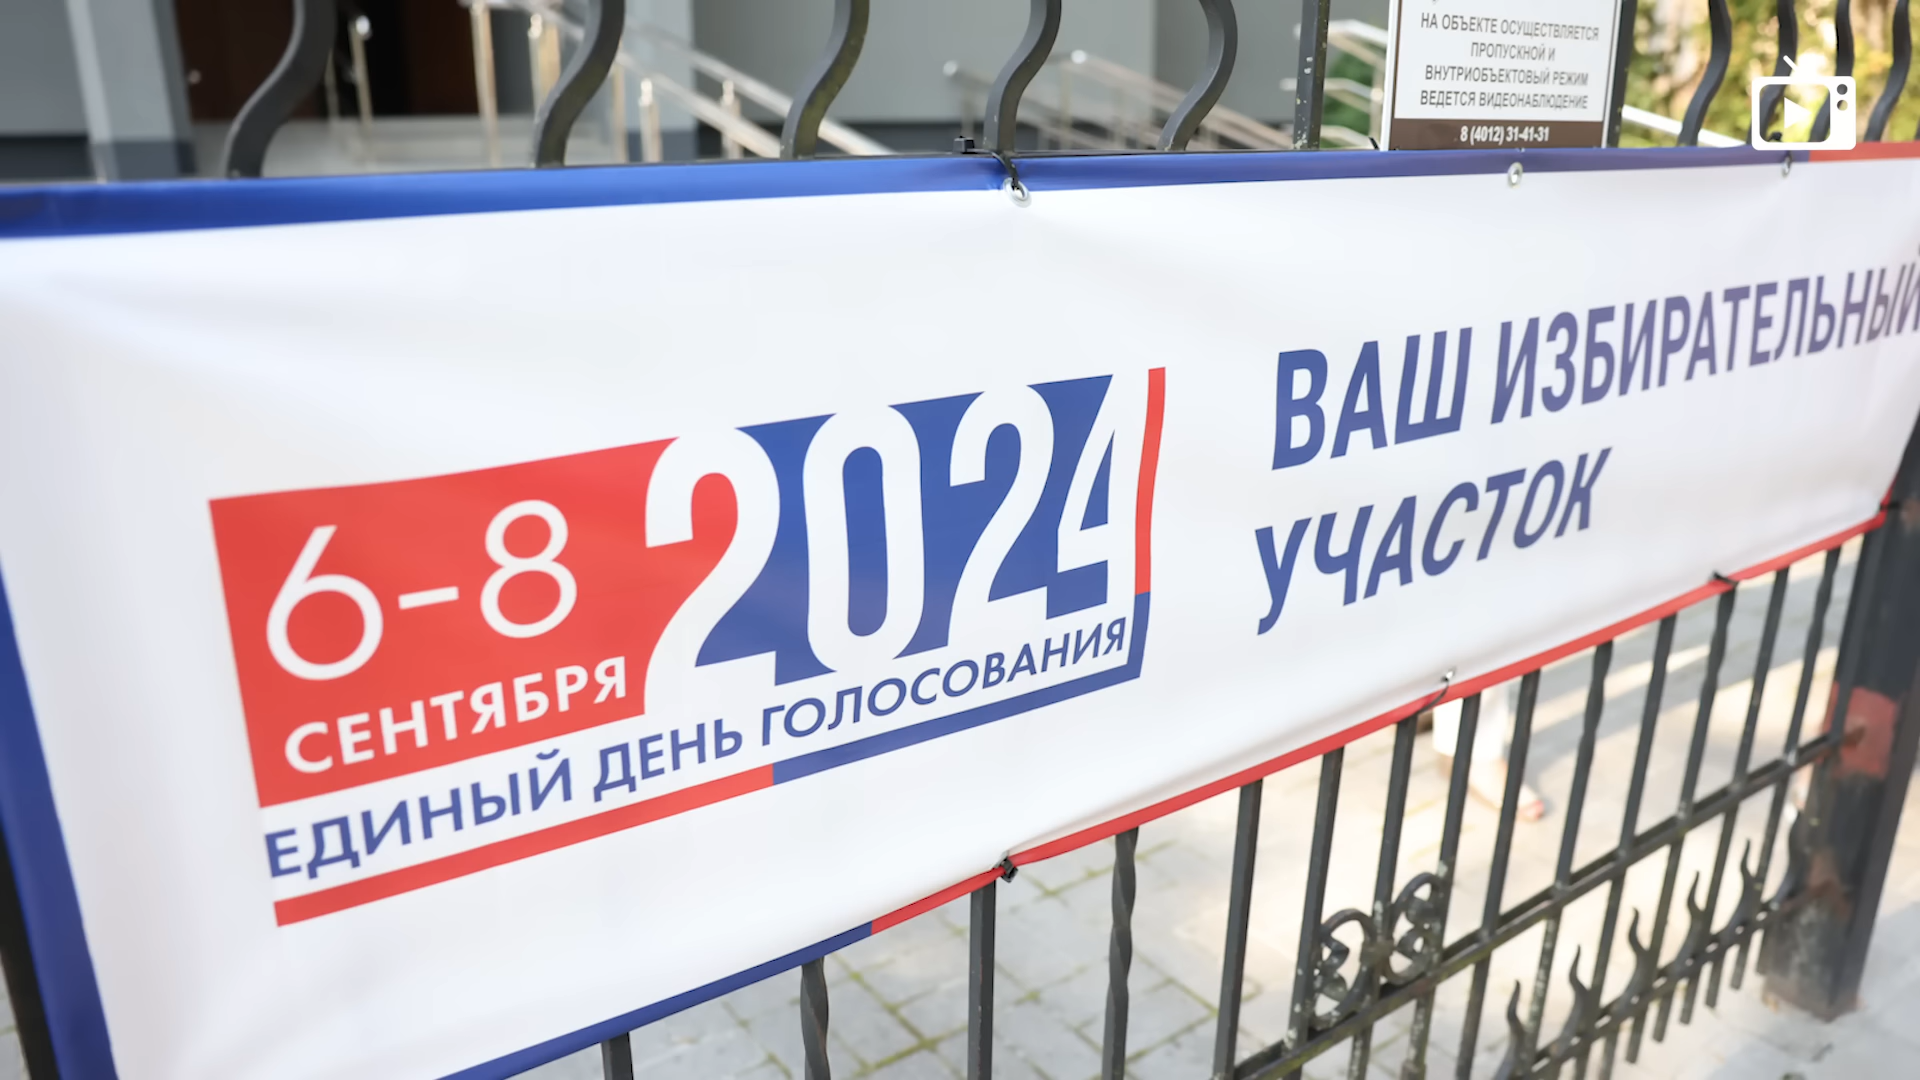 НА ОБЪЕКТЕ ОСУЩЕСТВЛЯЕТСЯ
ПРОПУСКНОЙ И
ВНУТРИОБЪЕКТОВЫЙ РЕЖИМ
ВЕДЕТСЯ ВИДЕОНАБЛЮДЕНИЕ
8 (4012) 31-41-31
6-8
СЕНТЯБРЯ
2024
ЕДИНЫЙ ДЕНЬ ГОЛОСОВАНИЯ
ВАШ ИЗБИРАТЕЛЬНЫЙ
УЧАСТОК